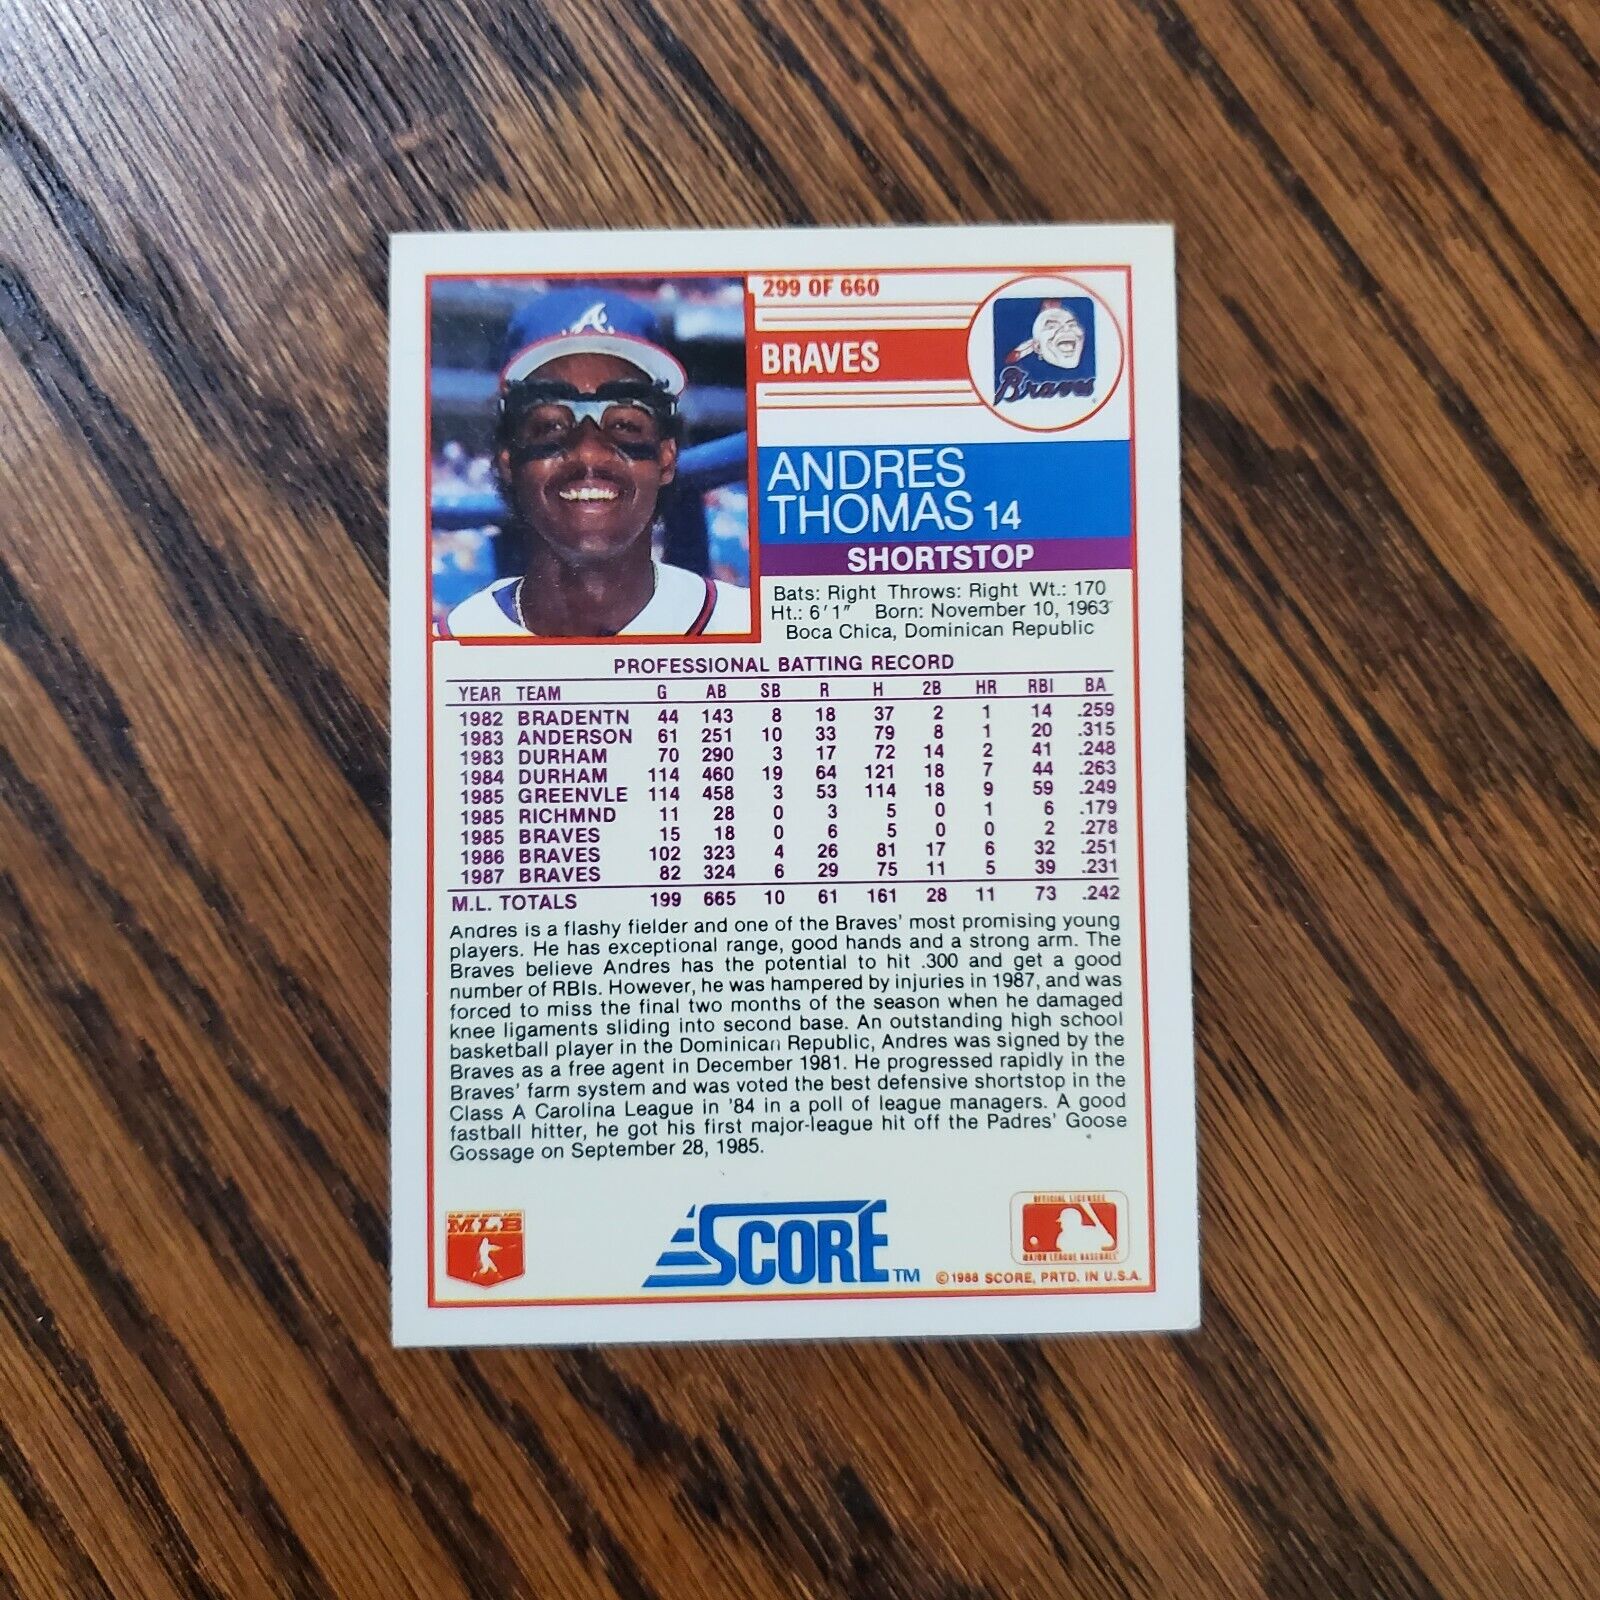 299 OF 660
BRAVES
Braves
ANDRES
THOMAS 14
SHORTSTOP
Bats: Right Throws: Right Wt.: 170
Ht.: 6'1" Born: November 10, 1963
Boca Chica, Dominican Republic
PROFESSIONAL BATTING RECORD
YEAR TEAM G AB SB R H 2B HR RBI BA
1982 BRADENTN 44 143 8 18 37 2 1 14 .259
1983 ANDERSON 61 251 10 33 79 8 1 20 .315
1983 DURHAM 70 290 3 17 72 14 2 41 .248
1984 DURHAM 114 460 19 64 121 18 7 44 .263
1985 GREENVLE 114 458 3 53 114 18 9 59 .249
1985 RICHMND 11 28 0 3 5 0 1 6 .179
1985 BRAVES 15 18 0 6 5 0 0 2 .278
1986 BRAVES 102 323 4 26 81 17 6 32 .251
1987 BRAVES 82 324 6 29 75 11 5 39 .231
M.L. TOTALS 199 665 10 61 161 28 11 73 .242
Andres is a flashy fielder and one of the Braves' most promising young
players. He has exceptional range, good hands and a strong arm. The
Braves believe Andres has the potential to hit .300 and get a good
number of RBIs. However, he was hampered by injuries in 1987, and was
forced to miss the final two months of the season when he damaged
knee ligaments sliding into second base. An outstanding high school
basketball player in the Dominican Republic, Andres was signed by the
Braves as a free agent in December 1981. He progressed rapidly in the
Braves' farm system and was voted the best defensive shortstop in the
Class A Carolina League in '84 in a poll of league managers. A good
fastball hitter, he got his first major-league hit off the Padres' Goose
Gossage on September 28, 1985.
MLB
SCORE TM
OFFICIAL LICENSEE
MAJOR LEAGUE BASEBALL
©1988 SCORE, PRTD. IN U.S.A.
A